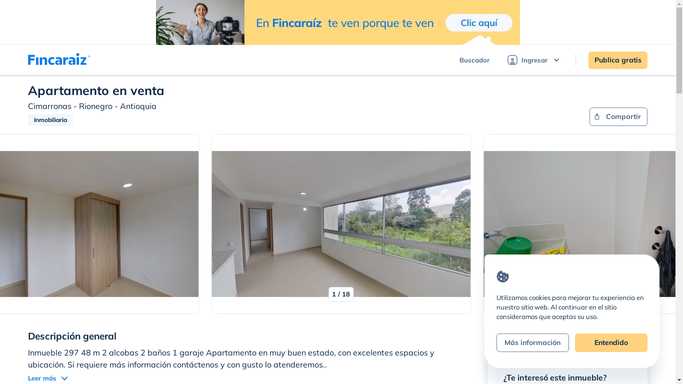 En Fincaraíz te ven porque te ven
Clic aquí
Fincaraiz
Buscador
Ingresar
Publica gratis
Apartamento en venta
Cimarronas - Rionegro - Antioquia
Inmobiliaria
Compartir
1 / 18
Utilizamos cookies para mejorar tu experiencia en
nuestro sitio web. Al continuar en el sitio
consideramos que aceptas su uso.
Más información
Entendido
Descripción general
Inmueble 297 48 m 2 alcobas 2 baños 1 garaje Apartamento en muy buen estado, con excelentes espacios y
ubicación. Si requiere más información contáctenos y con gusto lo atenderemos..
Leer más
¿Te interesó este inmueble?